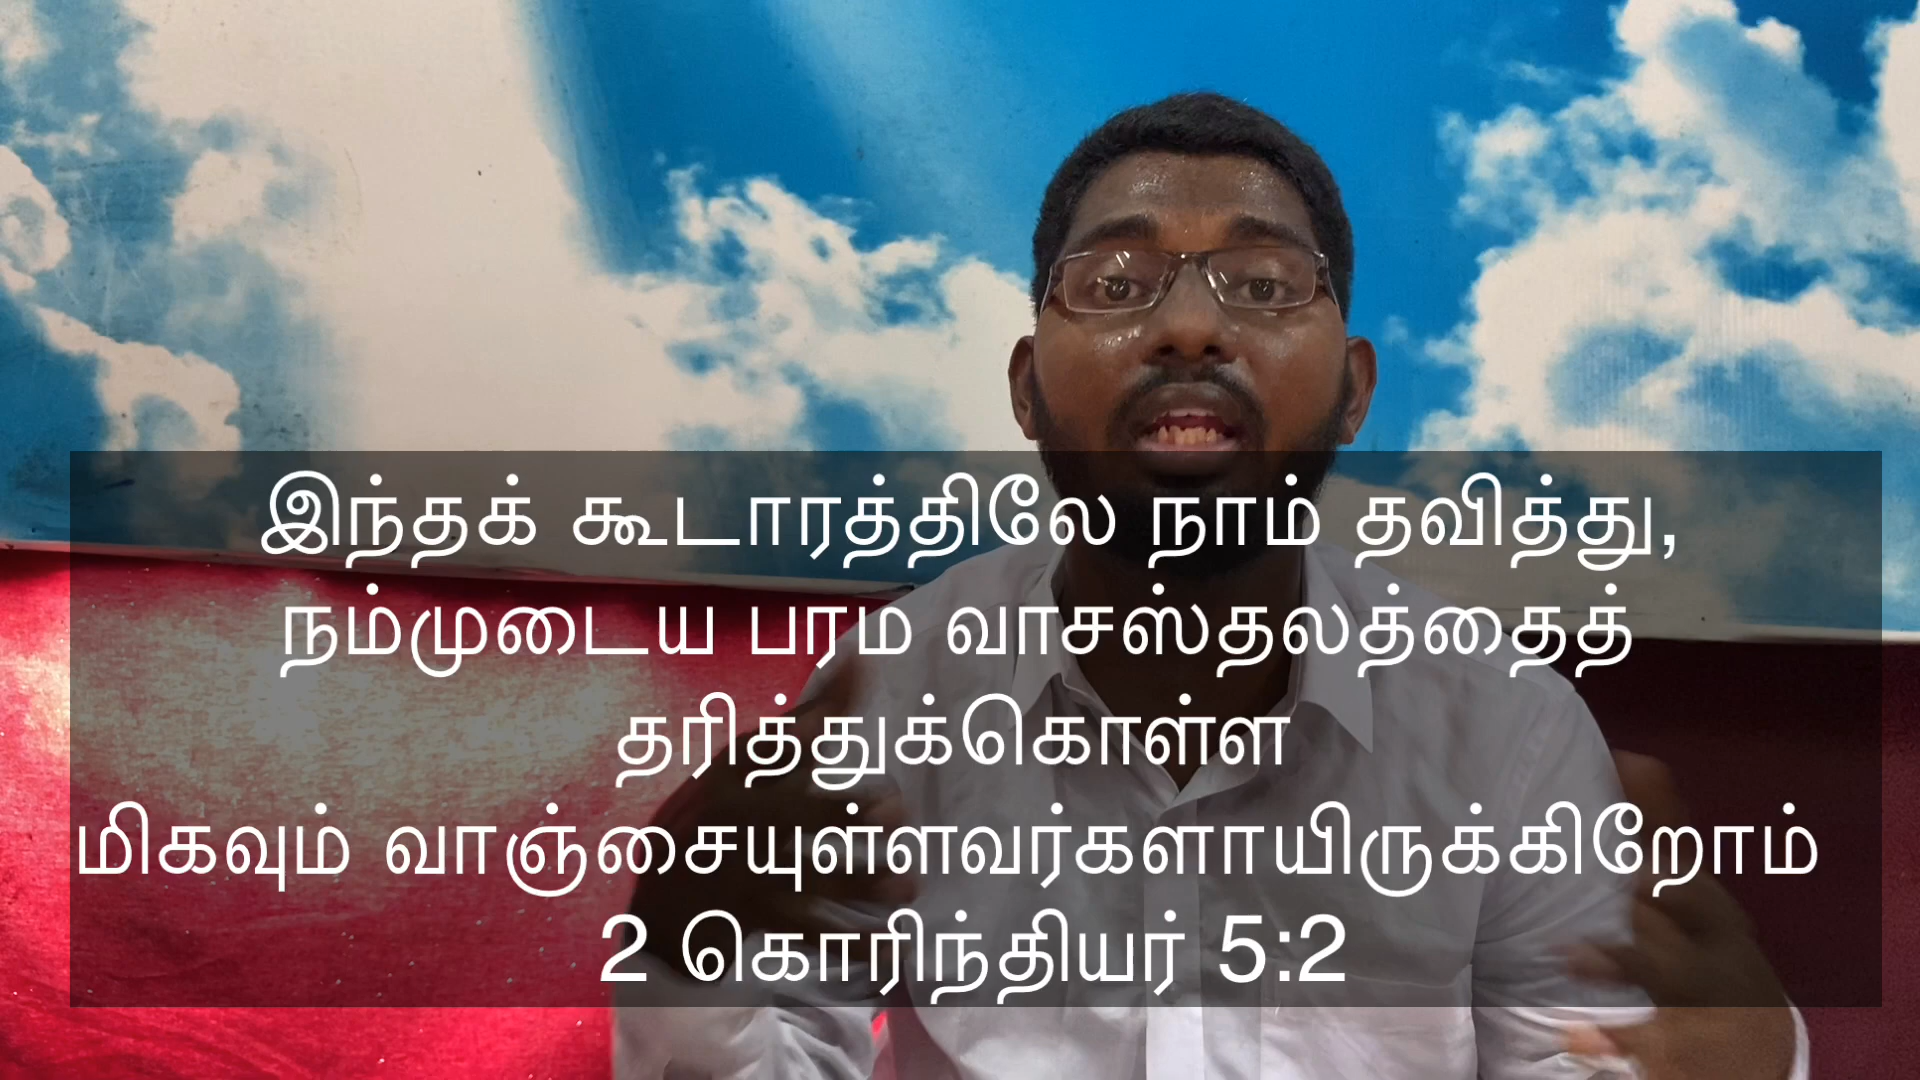 இந்தக் கூடாரத்திலே நாம் தவித்து,
நம்முடைய பரம வாசஸ்தலத்தைத்
தரித்துக்கொள்ள
மிகவும் வாஞ்சையுள்ளவர்களாயிருக்கிறோம்
2 கொரிந்தியர் 5:2